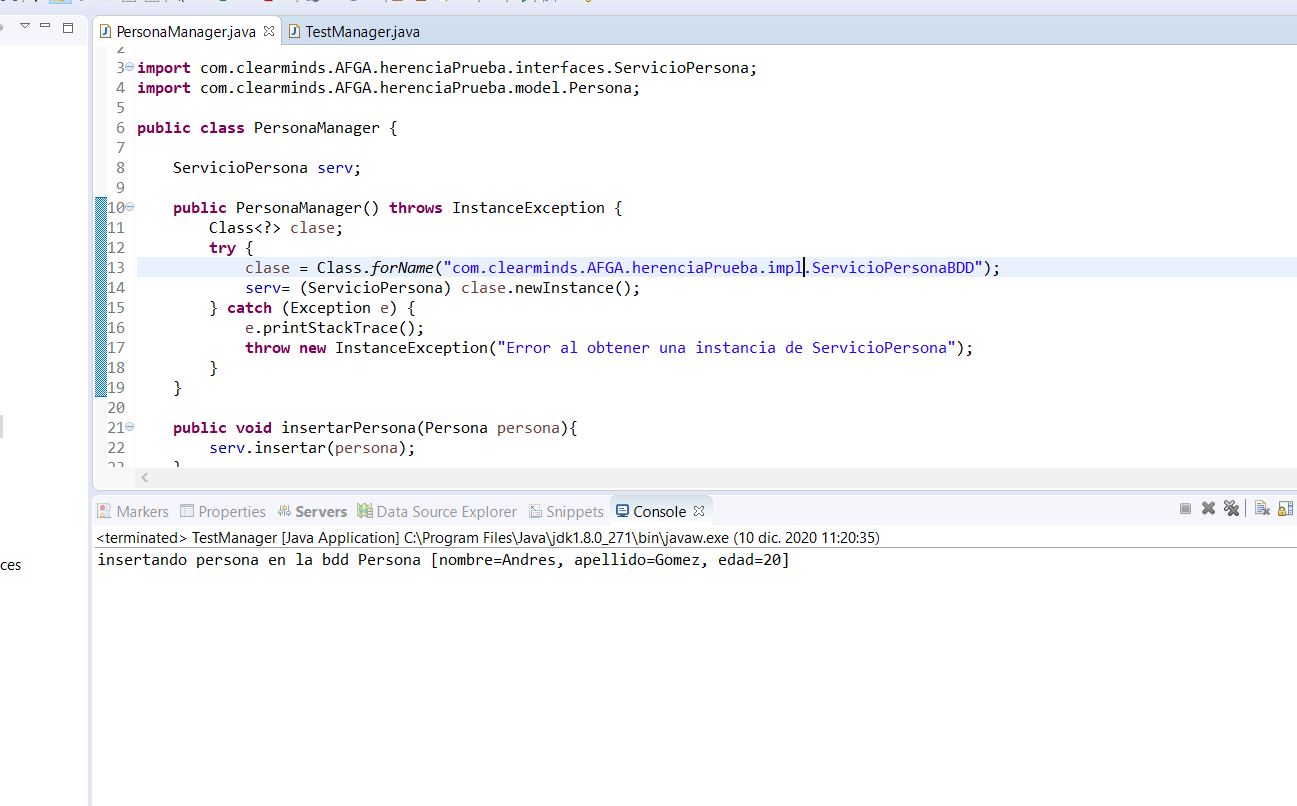 PersonaManager.java TestManager.java
2
3 import com.clearminds.AFGA.herenciaPrueba.interfaces.ServicioPersona;
4 import com.clearminds.AFGA.herenciaPrueba.model.Persona;
5
6 public class PersonaManager {
7
8 ServicioPersona serv;
9
10 public PersonaManager() throws InstanceException {
11 Class<?> clase;
12 try {
13 clase = Class.forName("com.clearminds.AFGA.herenciaPrueba.impl.ServicioPersonaBDD");
14 serv= (ServicioPersona) clase.newInstance();
15 } catch (Exception e) {
16 e.printStackTrace();
17 throw new InstanceException("Error al obtener una instancia de ServicioPersona");
18 }
19 }
20
21 public void insertarPersona(Persona persona){
22 serv.insertar(persona);
23 }
Markers Properties Servers Data Source Explorer Snippets Console
<terminated> TestManager [Java Application] C:\Program Files\Java\jdk1.8.0_271\bin\javaw.exe (10 dic. 2020 11:20:35)
insertando persona en la bdd Persona [nombre=Andres, apellido=Gomez, edad=20]
ces